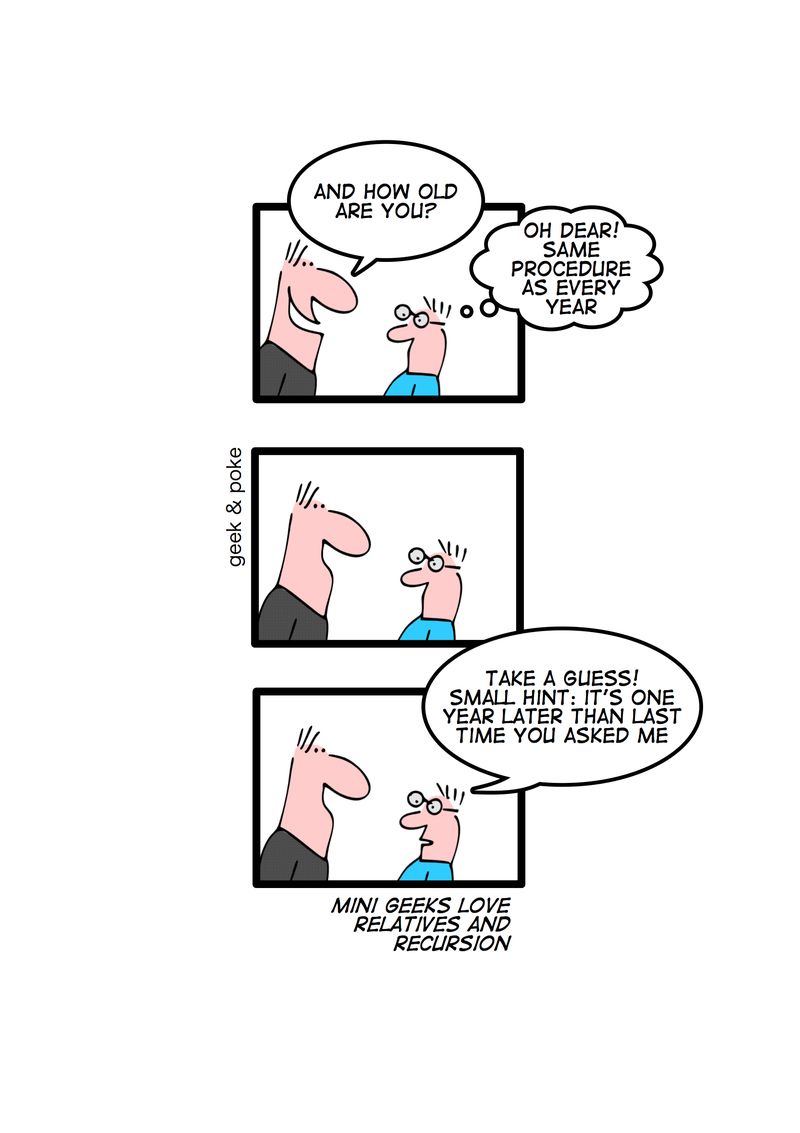 AND HOW OLD
ARE YOU?
OH DEAR!
SAME
PROCEDURE
AS EVERY
YEAR
geek & poke
TAKE A GUESS!
SMALL HINT: IT'S ONE
YEAR LATER THAN LAST
TIME YOU ASKED ME
MINI GEEKS LOVE
RELATIVES AND
RECURSION